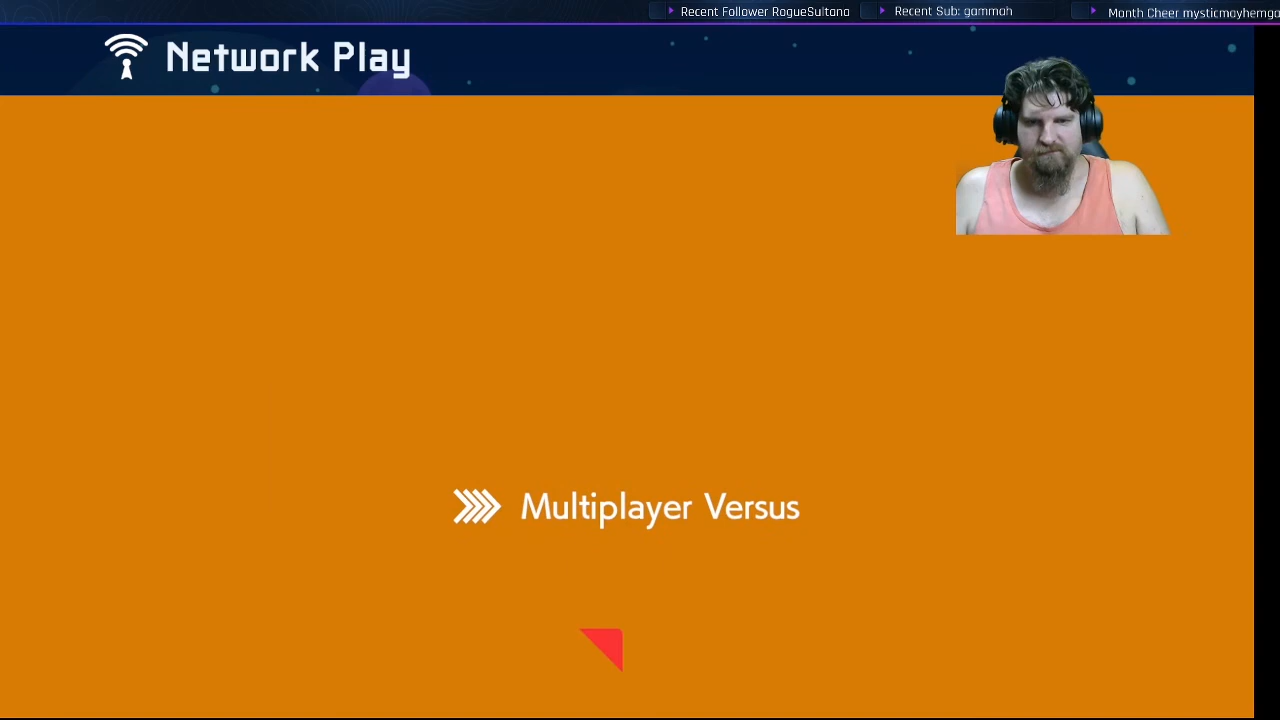 Recent Follower RogueSultana
Recent Sub: gammah
Month Cheer mysticmayhemga
Network Play
Multiplayer Versus